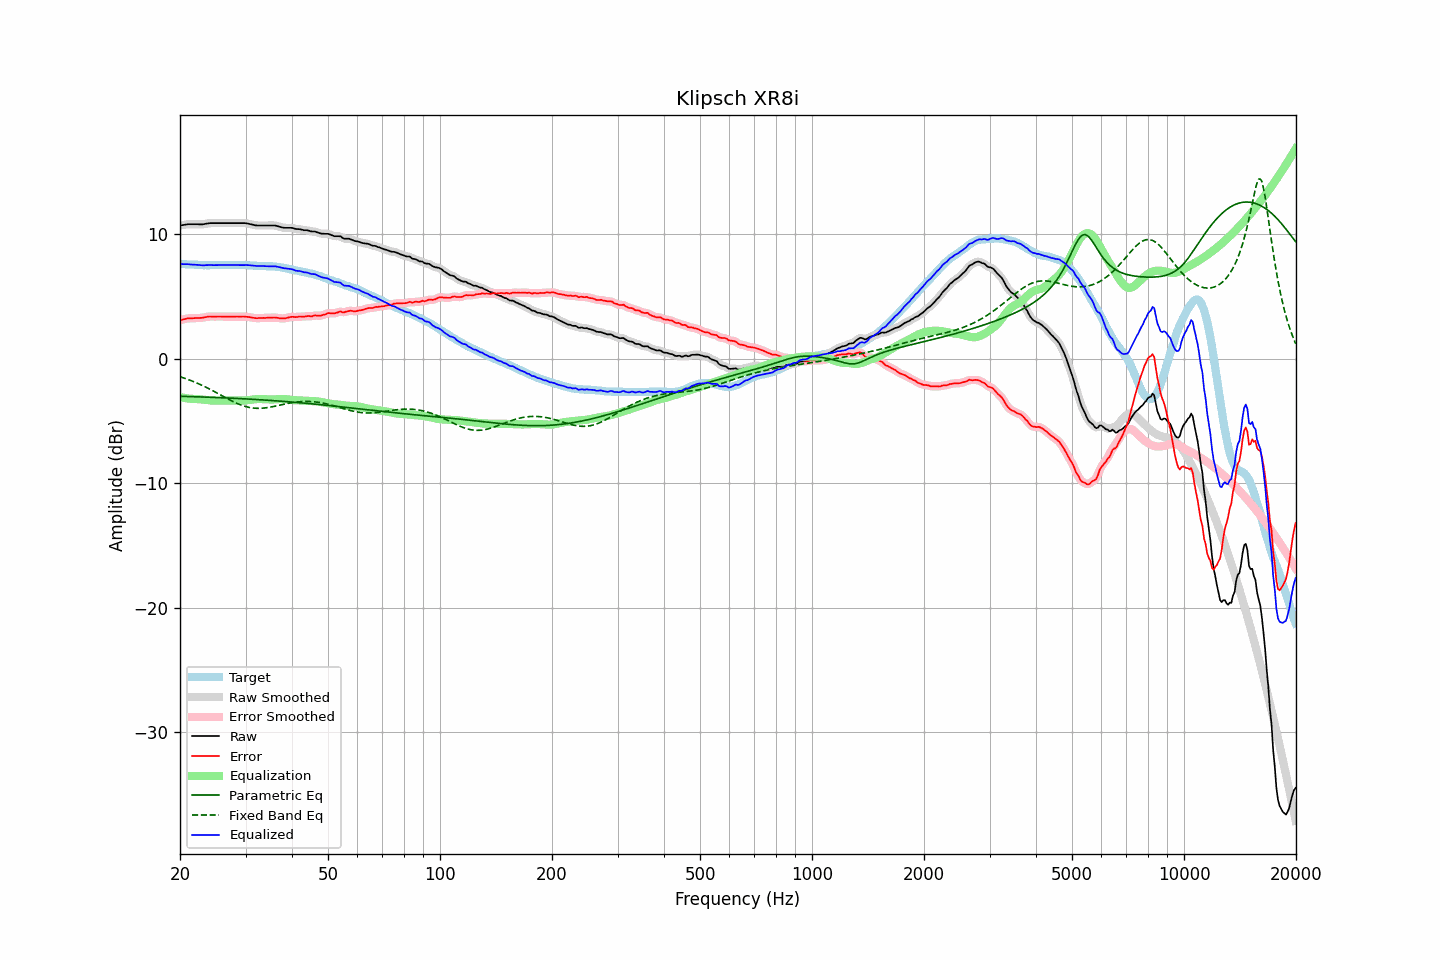 Klipsch XR8i
Amplitude (dBr)
10
0
−10
−20
−30
Target
Raw Smoothed
Error Smoothed
Raw
Error
Equalization
Parametric Eq
Fixed Band Eq
Equalized
20 50 100 200 500 1000 2000 5000 10000 20000
Frequency (Hz)